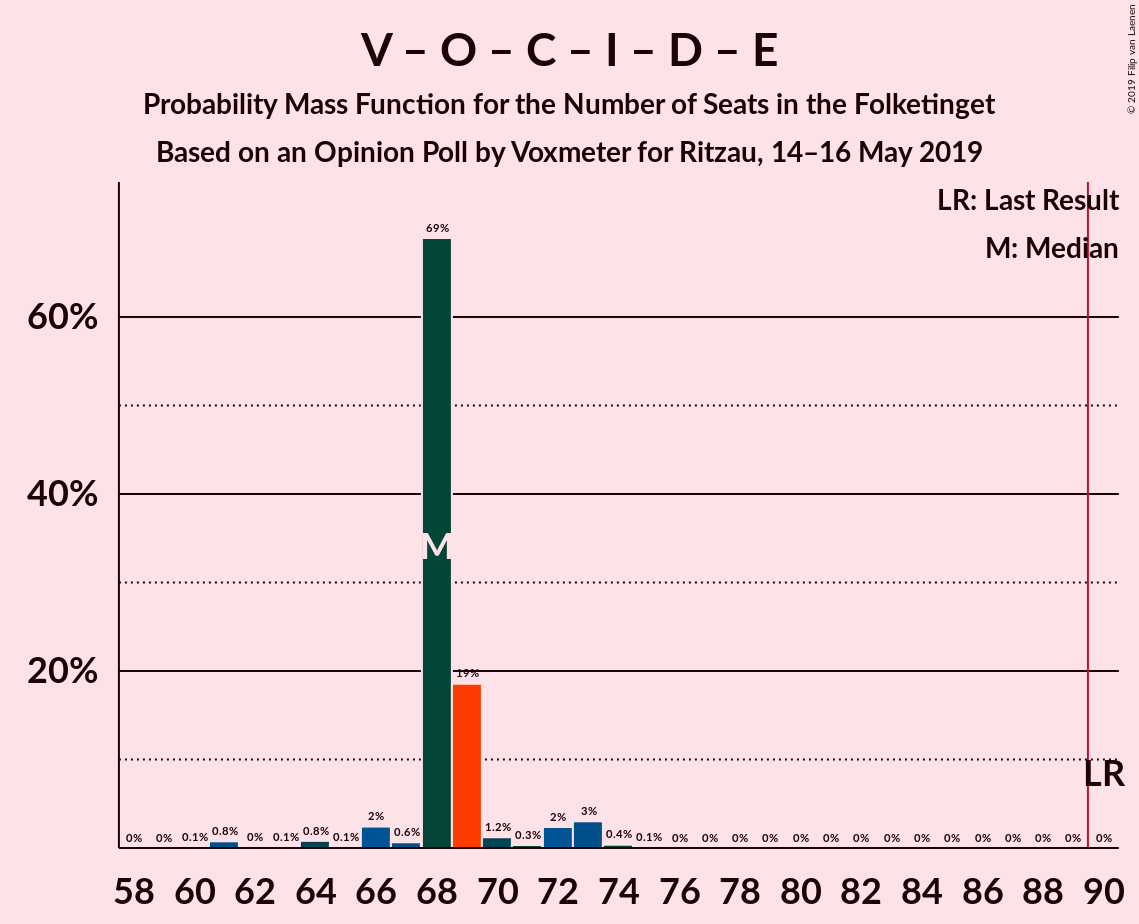 V – O – C – I – D – E
Probability Mass Function for the Number of Seats in the Folketinget
Based on an Opinion Poll by Voxmeter for Ritzau, 14–16 May 2019
© 2019 Filip van Laenen
LR: Last Result
M: Median
60%
40%
20%
0% 0% 0.1% 0.8% 0% 0.1% 0.8% 0.1% 2% 0.6% 69% 19% 1.2% 0.3% 2% 3% 0.4% 0.1% 0% 0% 0% 0% 0% 0% 0% 0% 0% 0% 0% 0% 0% 0% 0%
M
LR
58 60 62 64 66 68 70 72 74 76 78 80 82 84 86 88 90